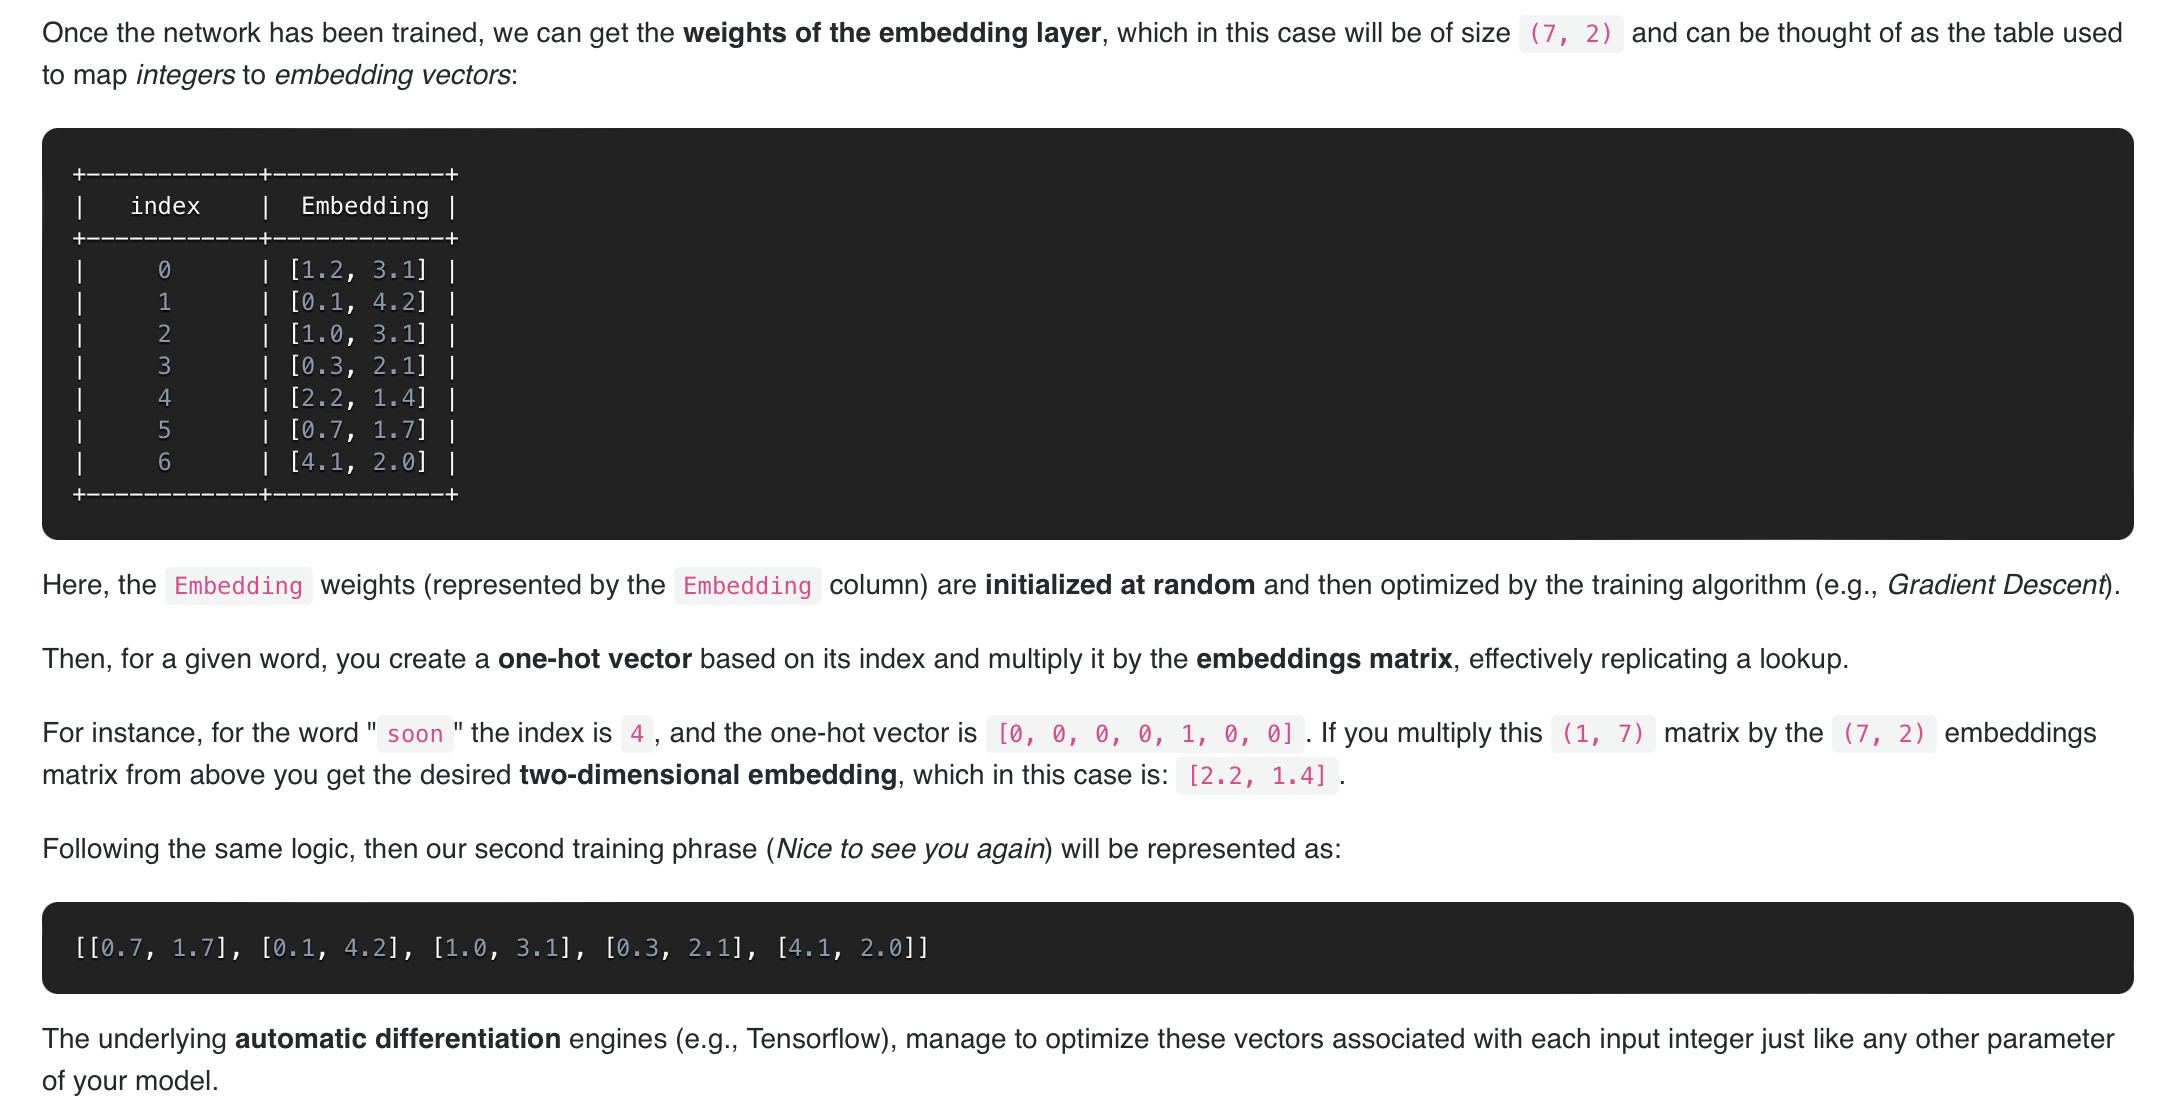 Once the network has been trained, we can get the weights of the embedding layer, which in this case will be of size (7, 2) and can be thought of as the table used
to map integers to embedding vectors:
+------------+------------+
|   index    |  Embedding |
+------------+------------+
|     0      | [1.2, 3.1] |
|     1      | [0.1, 4.2] |
|     2      | [1.0, 3.1] |
|     3      | [0.3, 2.1] |
|     4      | [2.2, 1.4] |
|     5      | [0.7, 1.7] |
|     6      | [4.1, 2.0] |
+------------+------------+
Here, the Embedding weights (represented by the Embedding column) are initialized at random and then optimized by the training algorithm (e.g., Gradient Descent).
Then, for a given word, you create a one-hot vector based on its index and multiply it by the embeddings matrix, effectively replicating a lookup.
For instance, for the word "soon" the index is 4, and the one-hot vector is [0, 0, 0, 0, 1, 0, 0]. If you multiply this (1, 7) matrix by the (7, 2) embeddings
matrix from above you get the desired two-dimensional embedding, which in this case is: [2.2, 1.4].
Following the same logic, then our second training phrase (Nice to see you again) will be represented as:
[[0.7, 1.7], [0.1, 4.2], [1.0, 3.1], [0.3, 2.1], [4.1, 2.0]]
The underlying automatic differentiation engines (e.g., Tensorflow), manage to optimize these vectors associated with each input integer just like any other parameter
of your model.